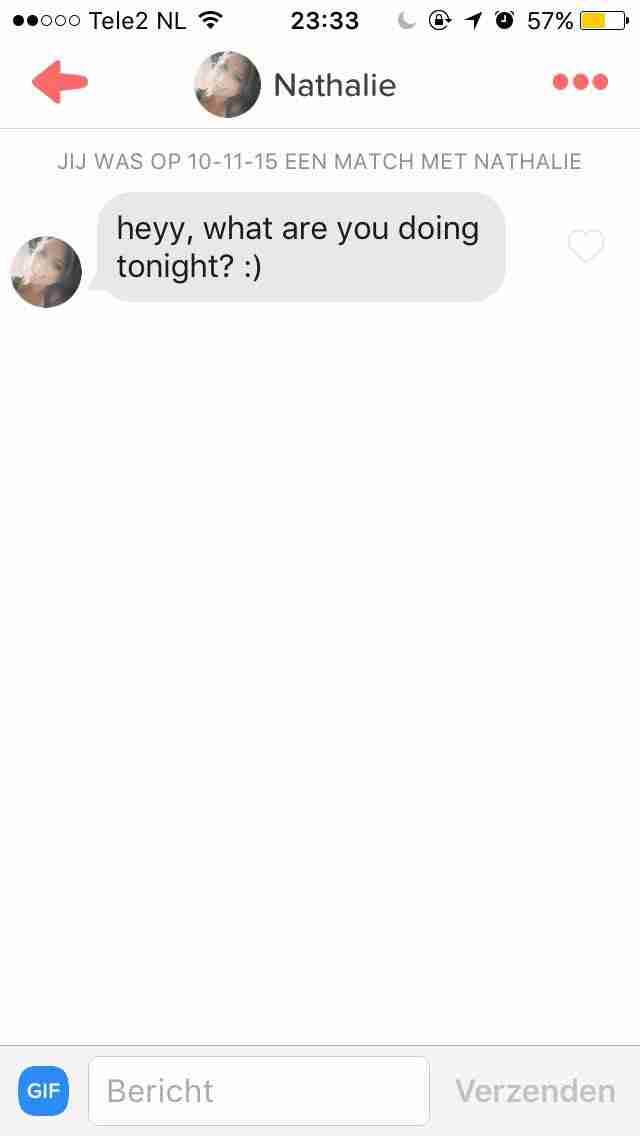 Tele2 NL 23:33 57%
Nathalie
JIJ WAS OP 10-11-15 EEN MATCH MET NATHALIE
heyy, what are you doing
tonight? :)
GIF Bericht Verzenden